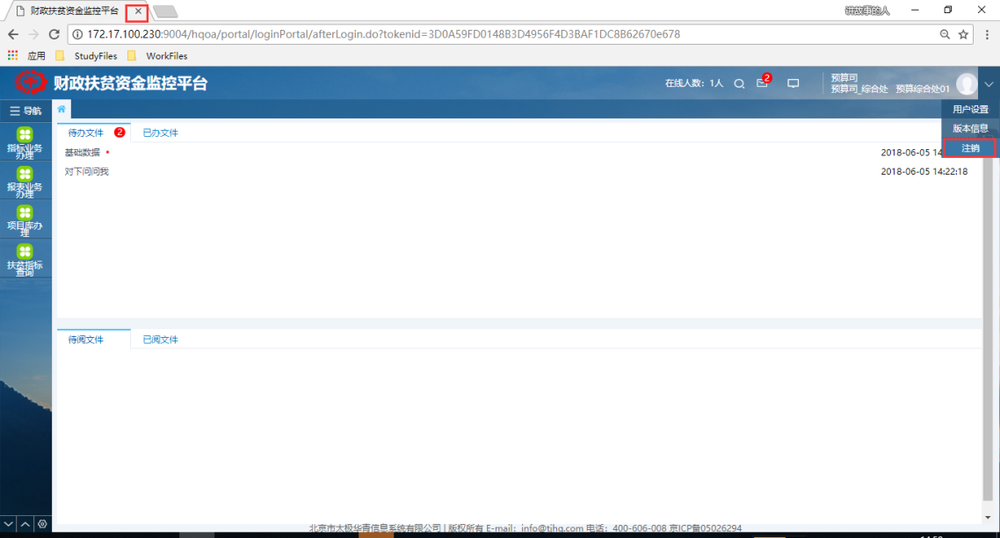 财政扶贫资金监控平台
讲故事的人
172.17.100.230:9004/hqoa/portal/loginPortal/afterLogin.do?tokenid=3D0A59FD0148B3D4956F4D3BAF1DC8B62670e678
应用 StudyFiles WorkFiles
财政扶贫资金监控平台
在线人数：1人 2
预算司
预算司_综合处 预算综合处01
导航
用户设置
版本信息
注销
指标业务
办理
报表业务
办理
项目库办
理
扶贫指标
查询
待办文件 2 已办文件
基础数据 2018-06-05 14
对下问问我 2018-06-05 14:22:18
待阅文件 已阅文件
北京市太极华青信息系统有限公司 | 版权所有 E-mail：info@tihq.com 电话：400-606-008 京ICP备05026294